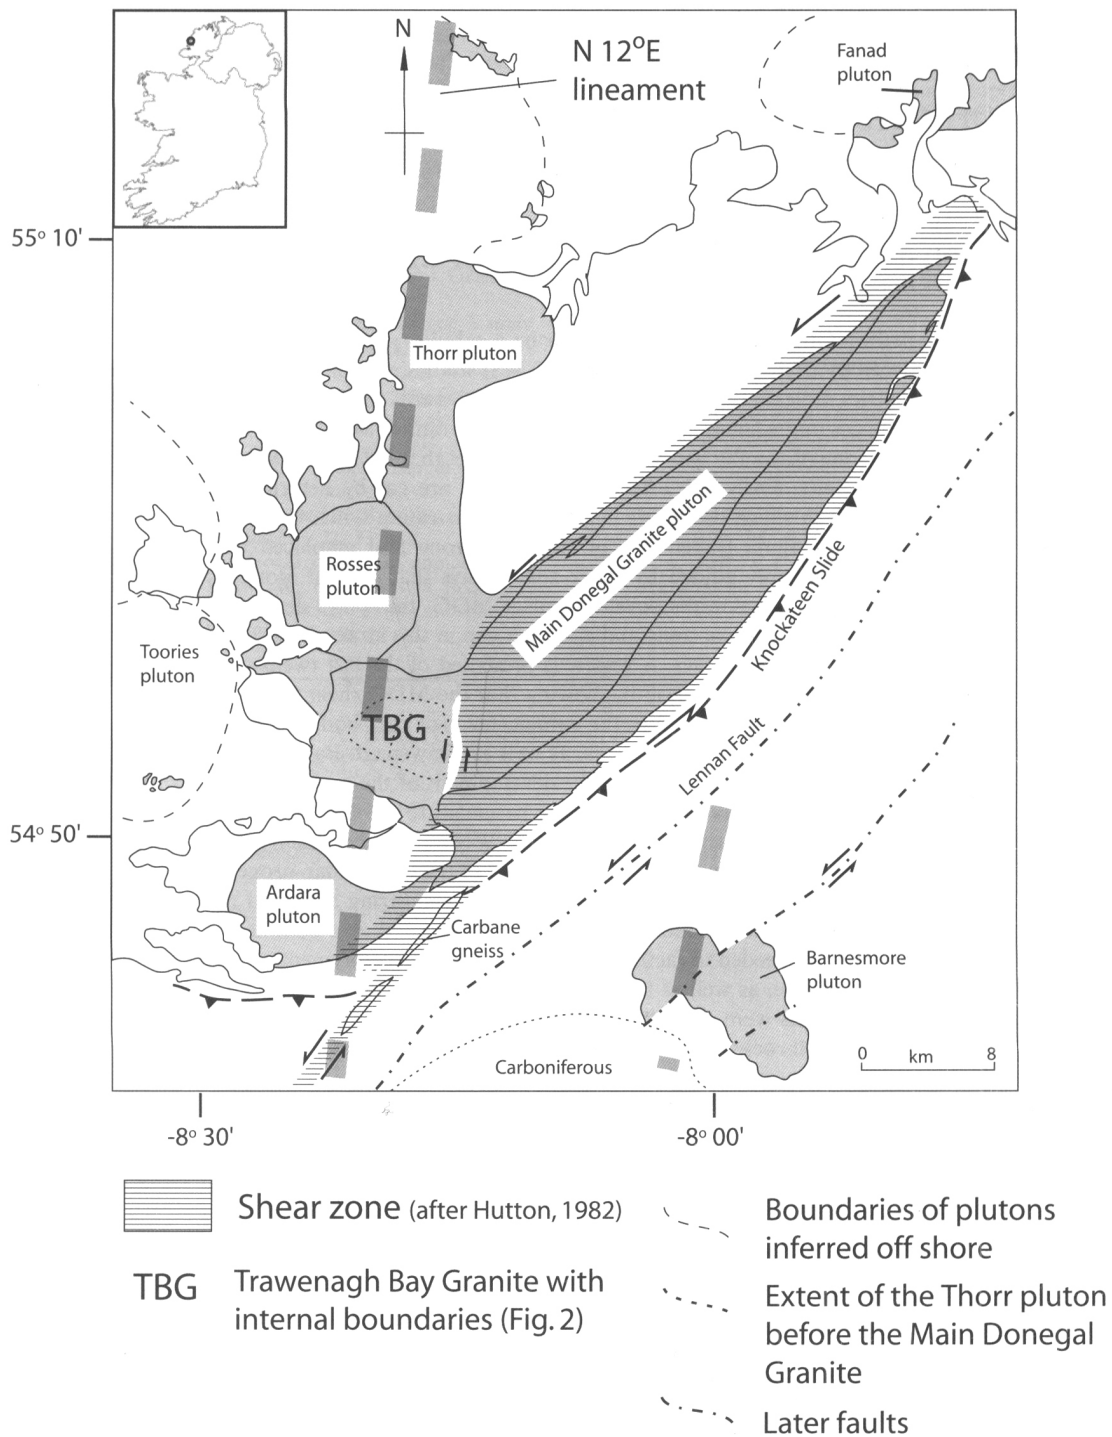 N
N 12°E
lineament
Fanad
pluton
55° 10'
Thorr pluton
Rosses
pluton
Main Donegal Granite pluton
Knockateen Slide
Toories
pluton
TBG
Lennan Fault
54° 50'
Ardara
pluton
Carbane
gneiss
Barnesmore
pluton
Carboniferous
0 km 8
-8° 30'
-8° 00'
Shear zone (after Hutton, 1982)
TBG Trawenagh Bay Granite with
internal boundaries (Fig. 2)
Boundaries of plutons
inferred off shore
Extent of the Thorr pluton
before the Main Donegal
Granite
Later faults